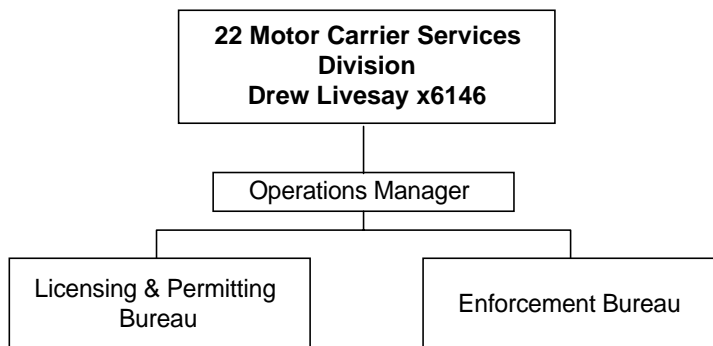 22 Motor Carrier Services
Division
Drew Livesay x6146
Operations Manager
Licensing & Permitting
Bureau
Enforcement Bureau